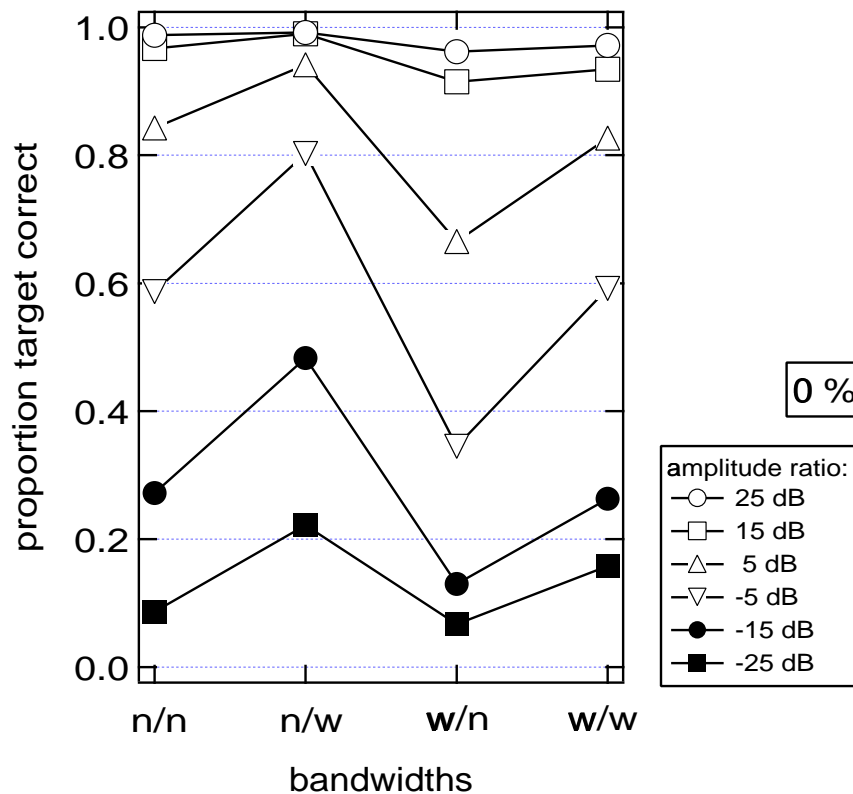 1.0
0.8
0.6
0.4
0.2
0.0
proportion target correct
n/n n/w w/n w/w
bandwidths
0 %
amplitude ratio:
25 dB
15 dB
5 dB
-5 dB
-15 dB
-25 dB